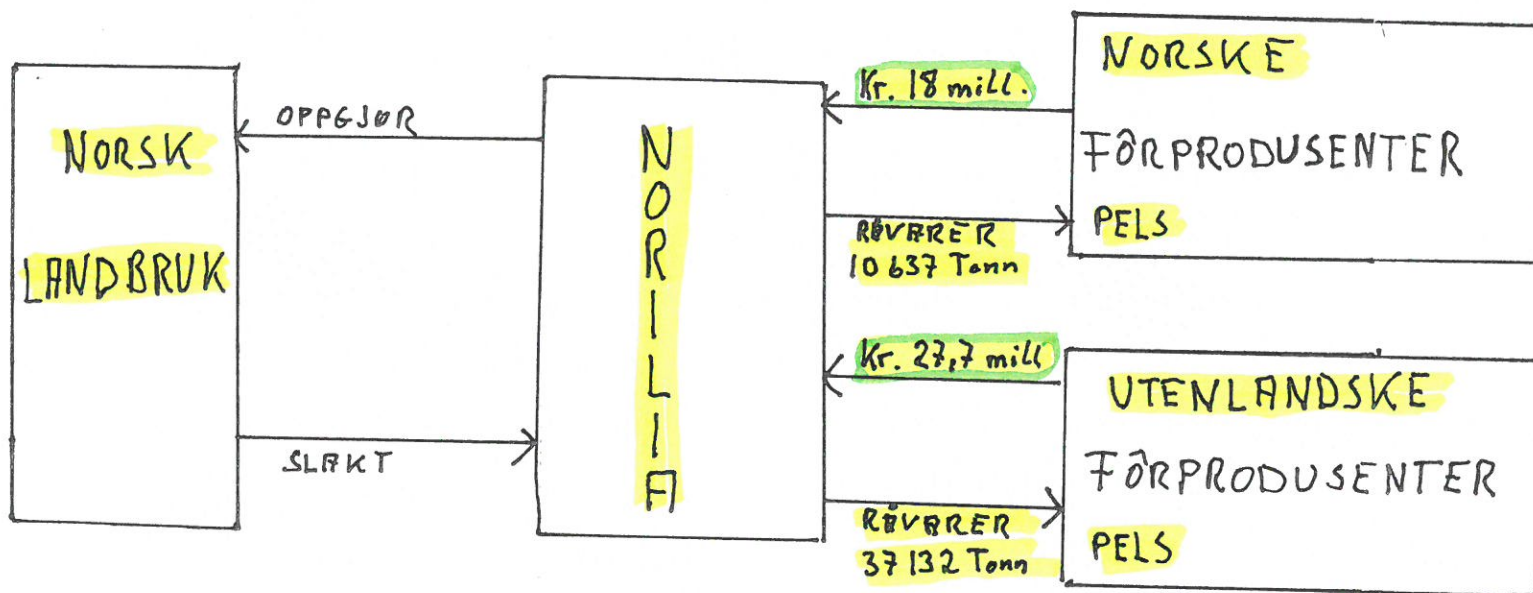 NORSK
LANDBRUK
OPPGJØR
SLAKT
NORILIA
Kr. 18 mill.
RÅVARER
10 637 Tonn
Kr. 27,7 mill
RÅVARER
37 132 Tonn
NORSKE
FÔRPRODUSENTER
PELS
UTENLANDSKE
FÔRPRODUSENTER
PELS